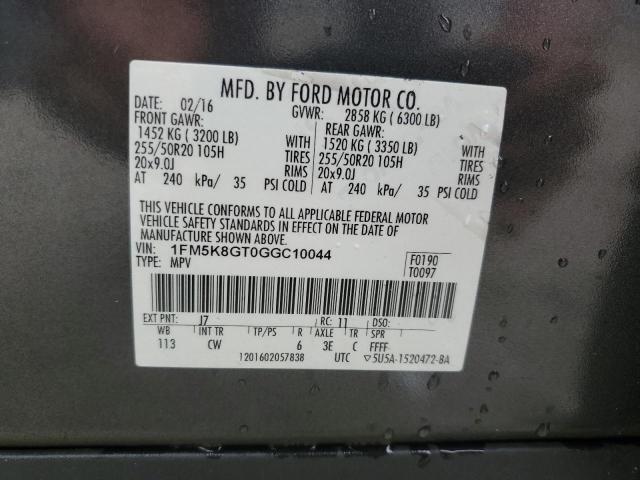 MFD. BY FORD MOTOR CO.
DATE: 02/16 GVWR: 2858 KG ( 6300 LB)
FRONT GAWR: REAR GAWR:
1452 KG ( 3200 LB) WITH 1520 KG ( 3350 LB) WITH
255/50R20 105H TIRES 255/50R20 105H TIRES
20x9.0J RIMS 20x9.0J RIMS
AT 240 kPa/ 35 PSI COLD AT 240 kPa/ 35 PSI COLD
THIS VEHICLE CONFORMS TO ALL APPLICABLE FEDERAL MOTOR
VEHICLE SAFETY STANDARDS IN EFFECT ON THE DATE OF
MANUFACTURE SHOWN ABOVE.
VIN: 1FM5K8GT0GGC10044 F0190
TYPE: MPV T0097
EXT PNT: J7 RC: 11 DSO:
WB INT TR TP/PS R AXLE TR SPR
113 CW 6 3E C FFFF
1201602057838 UTC ▽5U5A-1520472-BA